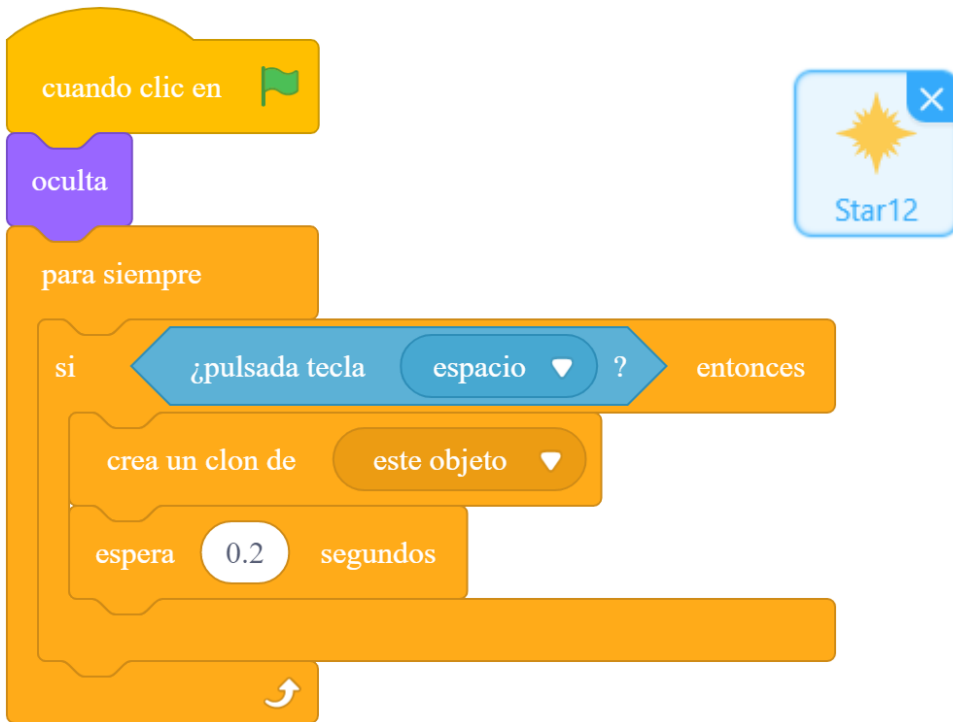 cuando clic en
oculta
Star12
para siempre
si ¿pulsada tecla espacio ? entonces
crea un clon de este objeto
espera 0.2 segundos